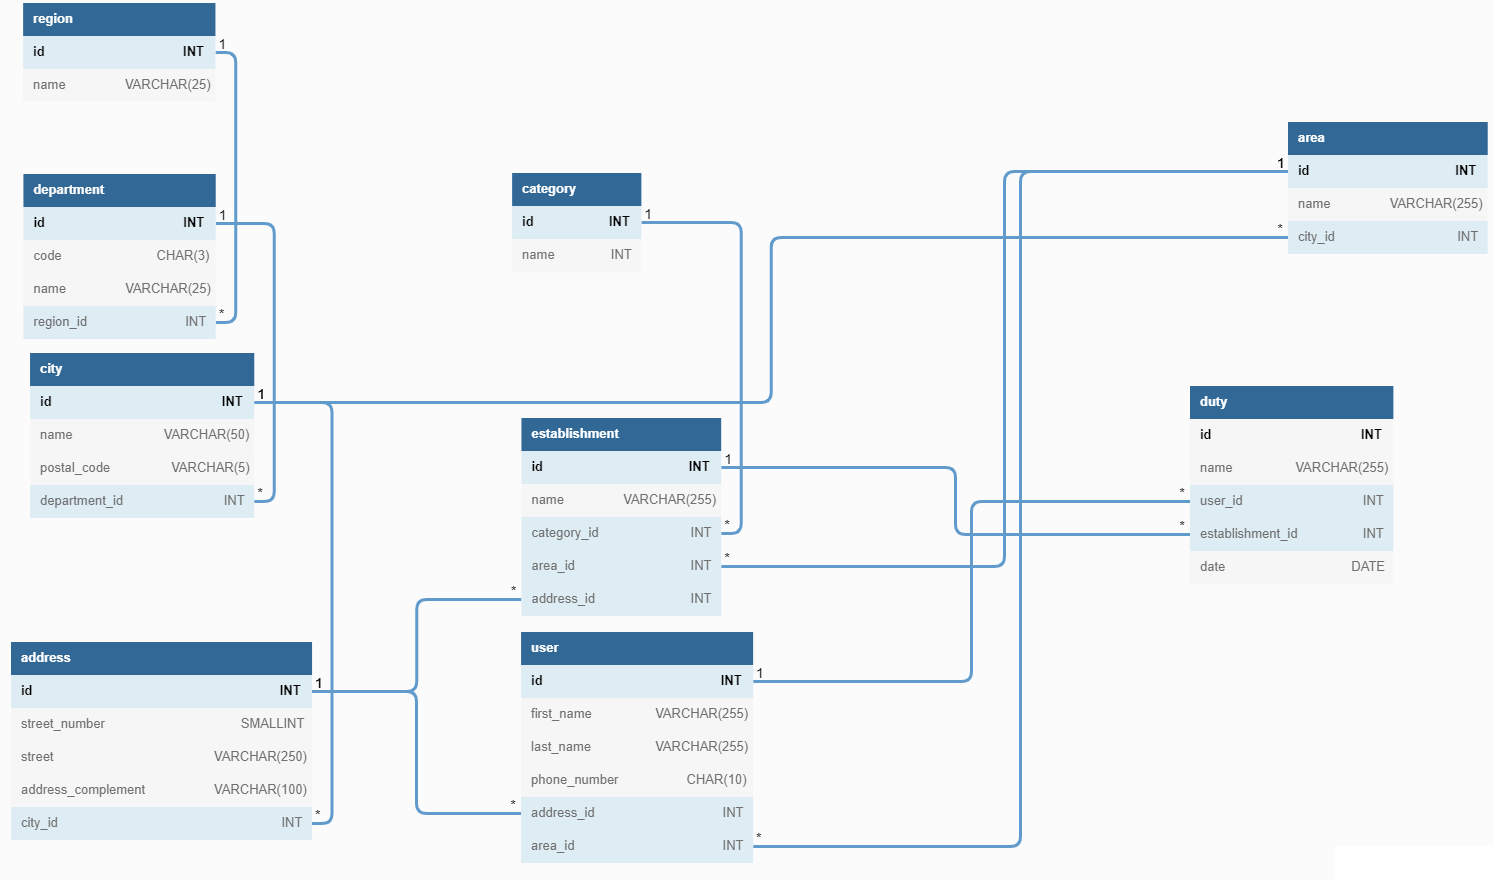 region
id INT 1
name VARCHAR(25)
department
id INT 1
code CHAR(3)
name VARCHAR(25)
region_id INT *
city
id INT 1
name VARCHAR(50)
postal_code VARCHAR(5)
department_id INT *
address
id INT 1
street_number SMALLINT
street VARCHAR(250)
address_complement VARCHAR(100)
city_id INT *
category
id INT 1
name INT
establishment
id INT 1
name VARCHAR(255)
category_id INT *
area_id INT *
* address_id INT
user
id INT 1
first_name VARCHAR(255)
last_name VARCHAR(255)
phone_number CHAR(10)
* address_id INT
area_id INT *
area
1 id INT
name VARCHAR(255)
* city_id INT
duty
id INT
name VARCHAR(255)
* user_id INT
* establishment_id INT
date DATE